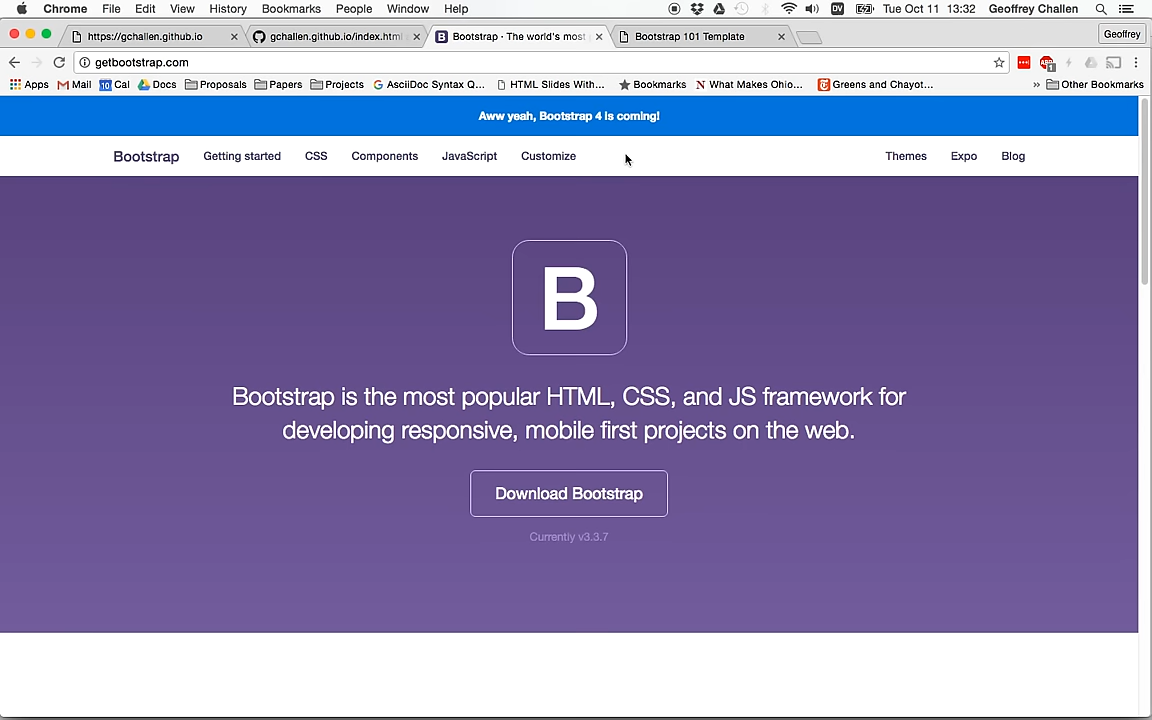 Chrome File Edit View History Bookmarks People Window Help DV Tue Oct 11 13:32 Geoffrey Challen
https://gchallen.github.io gchallen.github.io/index.html Bootstrap · The world's most Bootstrap 101 Template Geoffrey
getbootstrap.com
Apps Mail 10 Cal Docs Proposals Papers Projects AsciiDoc Syntax Q... HTML Slides With... Bookmarks What Makes Ohio... Greens and Chayot... » Other Bookmarks
Aww yeah, Bootstrap 4 is coming!
Bootstrap Getting started CSS Components JavaScript Customize Themes Expo Blog
B
Bootstrap is the most popular HTML, CSS, and JS framework for
developing responsive, mobile first projects on the web.
Download Bootstrap
Currently v3.3.7